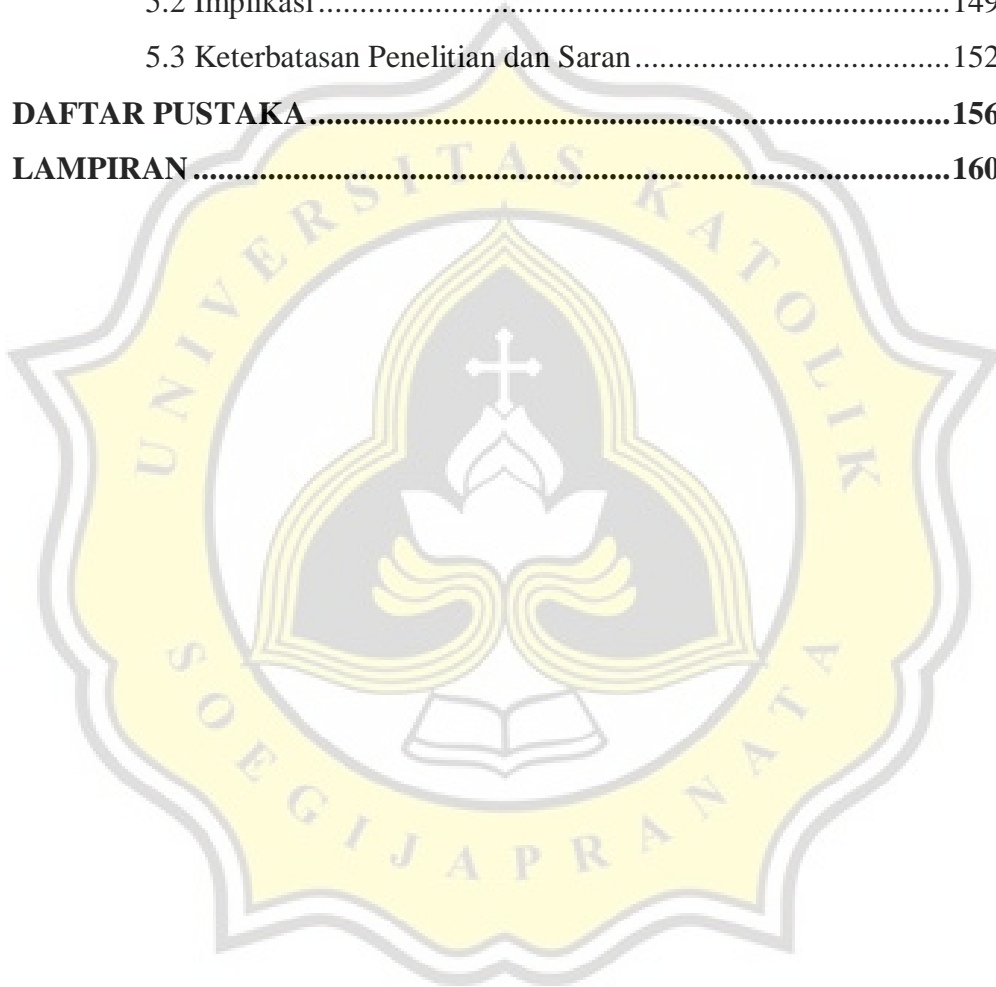 5.2 Implikasi....................................................................................149
5.3 Keterbatasan Penelitian dan Saran....................................152
DAFTAR PUSTAKA.............................................................................156
LAMPIRAN...........................................................................................160
UNIVERSITAS KATOLIK
SOEGIJAPRANATA